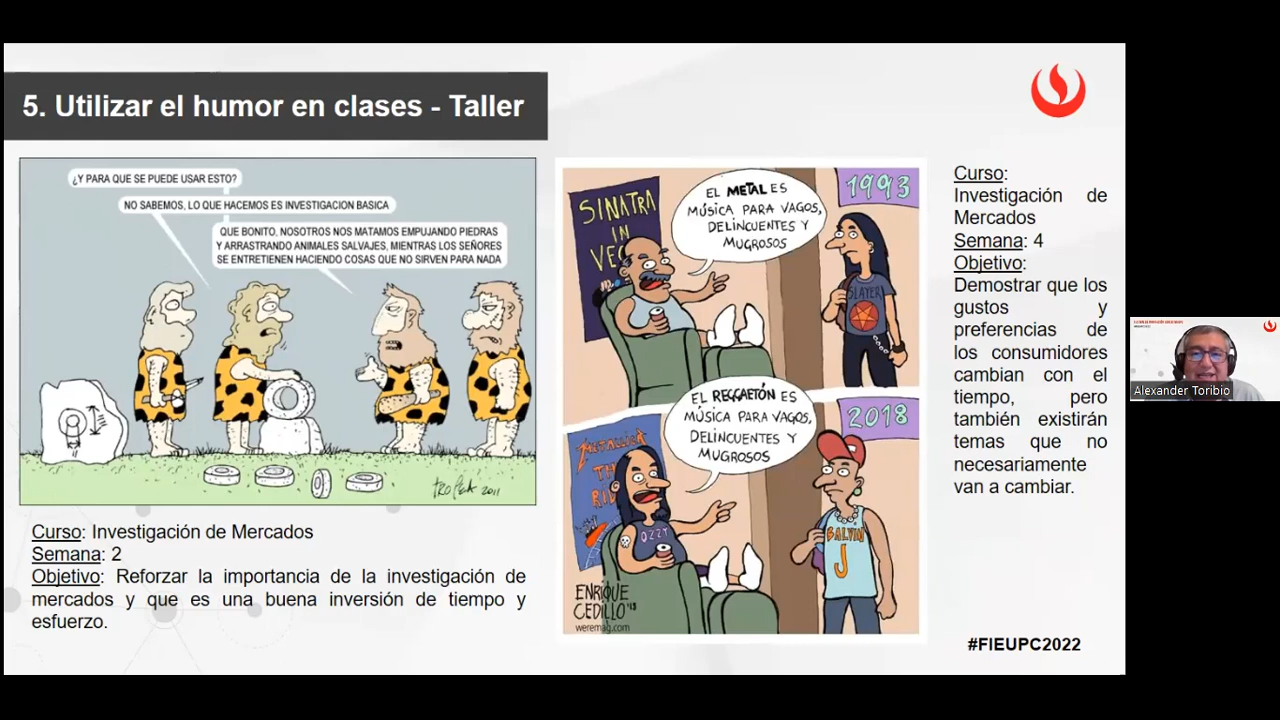 5. Utilizar el humor en clases - Taller
¿Y PARA QUE SE PUEDE USAR ESTO?
NO SABEMOS, LO QUE HACEMOS ES INVESTIGACION BASICA
QUE BONITO, NOSOTROS NOS MATAMOS EMPUJANDO PIEDRAS
Y ARRASTRANDO ANIMALES SALVAJES, MIENTRAS LOS SEÑORES
SE ENTRETIENEN HACIENDO COSAS QUE NO SIRVEN PARA NADA
2011
Curso: Investigación de Mercados
Semana: 2
Objetivo: Reforzar la importancia de la investigación de
mercados y que es una buena inversión de tiempo y
esfuerzo.
1993
SINATRA
IN
EL METAL ES
MÚSICA PARA VAGOS,
DELINCUENTES Y
MUGROSOS
SLAYER
2018
METALLICA
EL REGGAETÓN ES
MÚSICA PARA VAGOS,
DELINCUENTES Y
MUGROSOS
RID
OZZY
BALVIN
J
ENRIQUE
CEDILLO '18
weremag.com
Curso:
Investigación de
Mercados
Semana: 4
Objetivo:
Demostrar que los
gustos y
preferencias de
los consumidores
cambian con el
tiempo, pero
también existirán
temas que no
necesariamente
van a cambiar.
#FIEUPC2022
Alexander Toribio